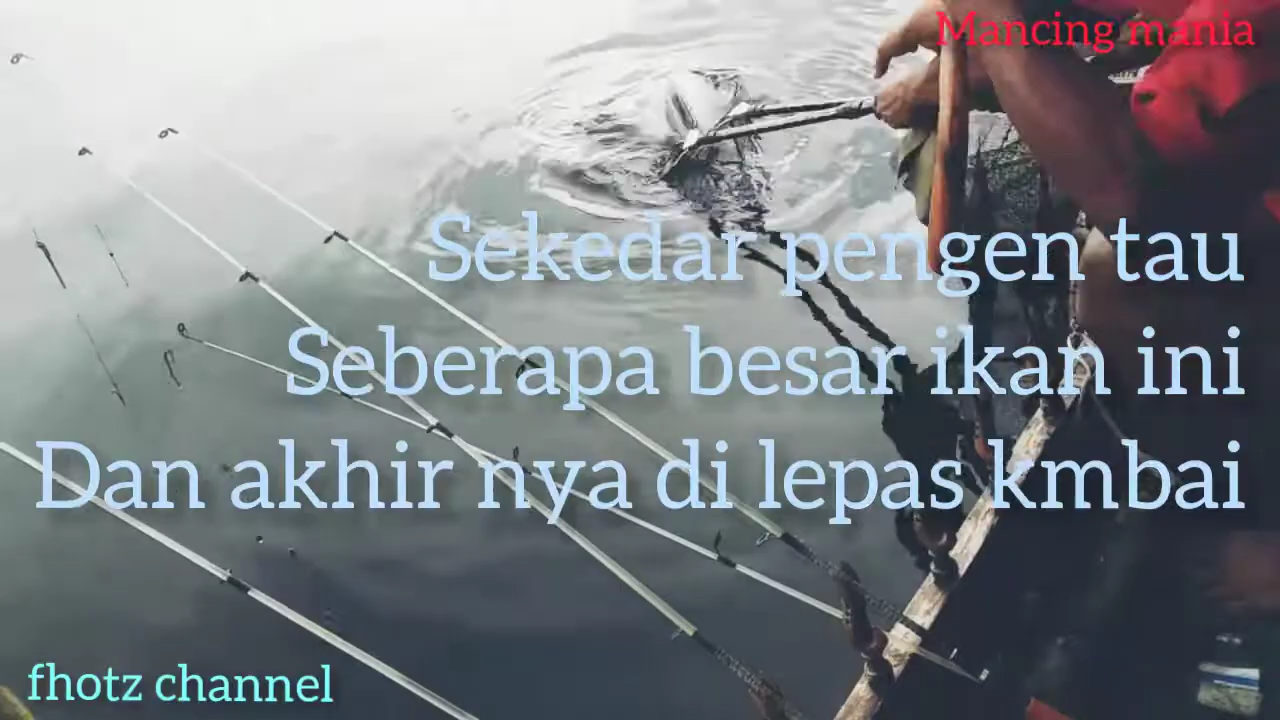 Mancing mania
Sekedar pengen tau
Seberapa besar ikan ini
Dan akhir nya di lepas kmbai
fhotz channel